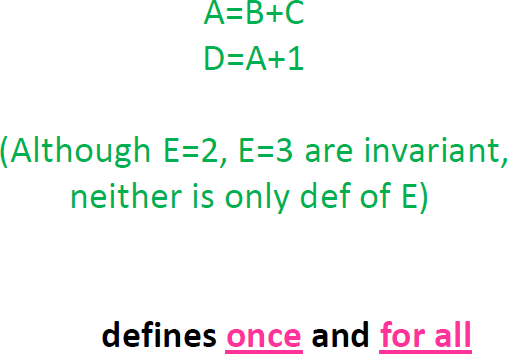 A=B+C
D=A+1
(Although E=2, E=3 are invariant,
neither is only def of E)
defines once and for all